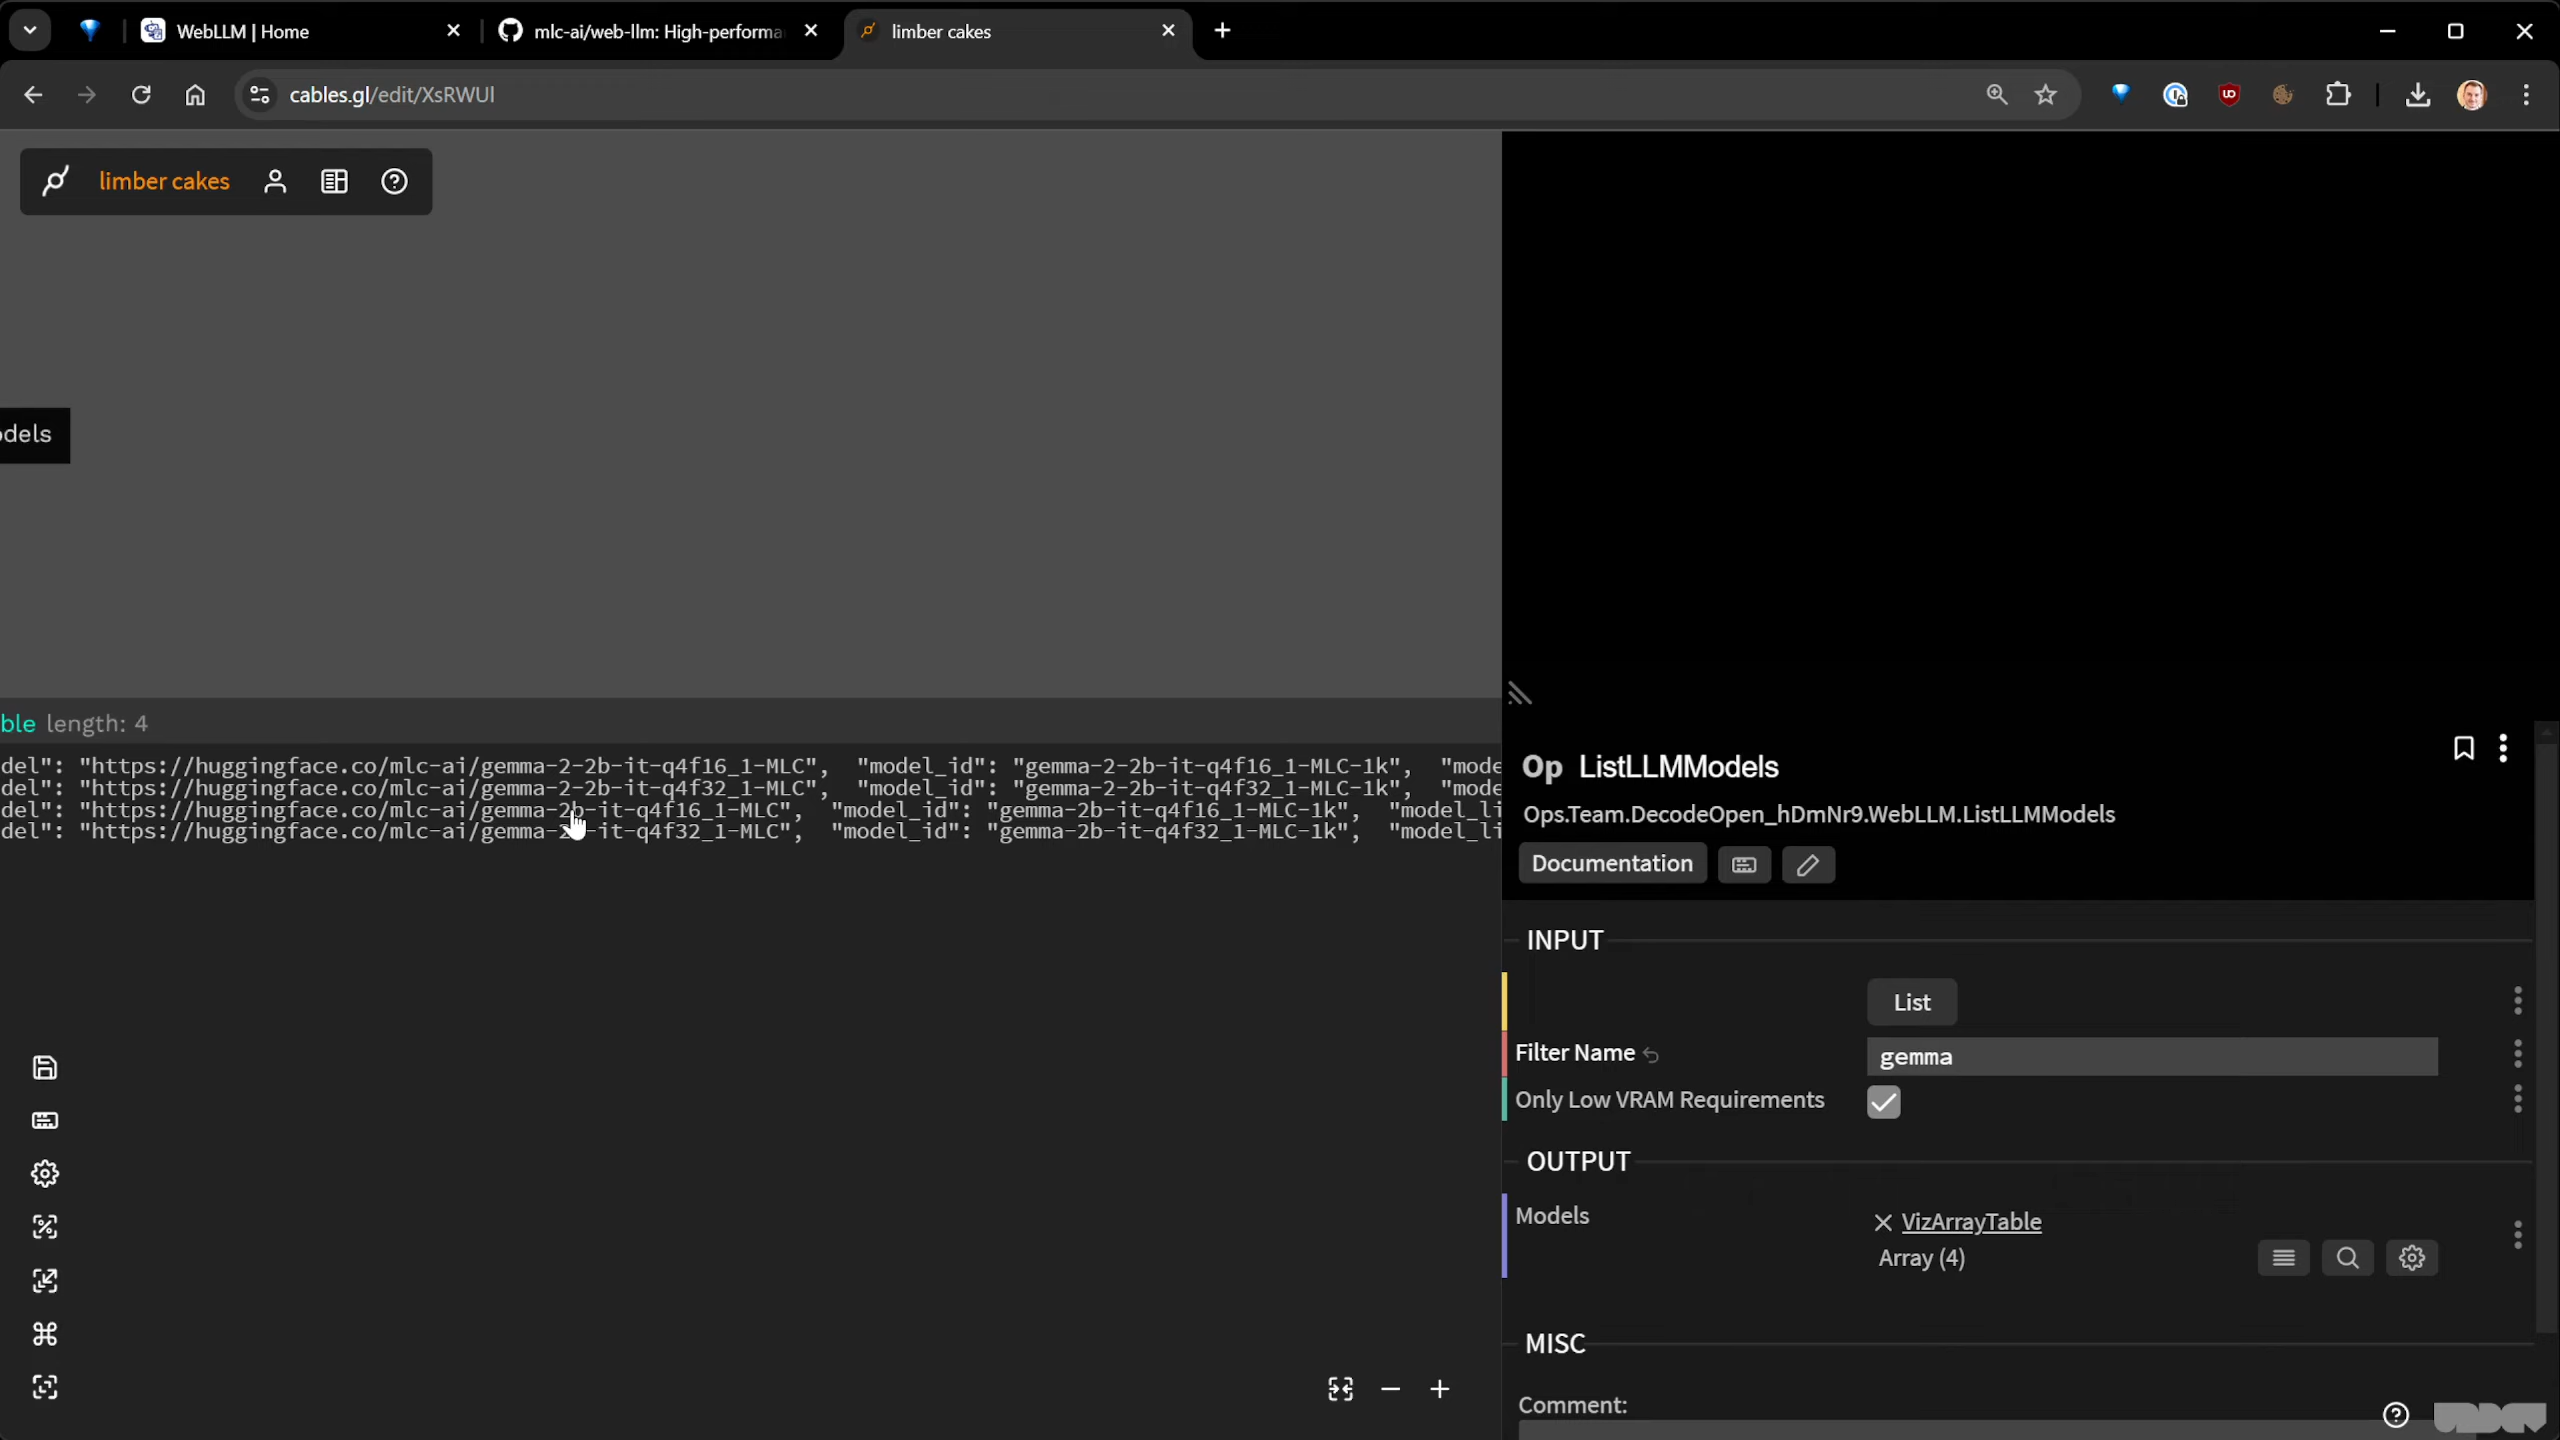 WebLLM | Home
mlc-ai/web-llm: High-performa
limber cakes
cables.gl/edit/XsRWUl
limber cakes
odels
ble length: 4
del": "https://huggingface.co/mlc-ai/gemma-2-2b-it-q4f16_1-MLC", "model_id": "gemma-2-2b-it-q4f16_1-MLC-1k", "mode
del": "https://huggingface.co/mlc-ai/gemma-2-2b-it-q4f32_1-MLC", "model_id": "gemma-2-2b-it-q4f32_1-MLC-1k", "mode
del": "https://huggingface.co/mlc-ai/gemma-2b-it-q4f16_1-MLC", "model_id": "gemma-2b-it-q4f16_1-MLC-1k", "model_li
del": "https://huggingface.co/mlc-ai/gemma-2b-it-q4f32_1-MLC", "model_id": "gemma-2b-it-q4f32_1-MLC-1k", "model_li
Op ListLLMModels
Ops.Team.DecodeOpen_hDmNr9.WebLLM.ListLLMModels
Documentation
INPUT
List
Filter Name
gemma
Only Low VRAM Requirements
OUTPUT
Models
VizArrayTable
Array (4)
MISC
Comment: